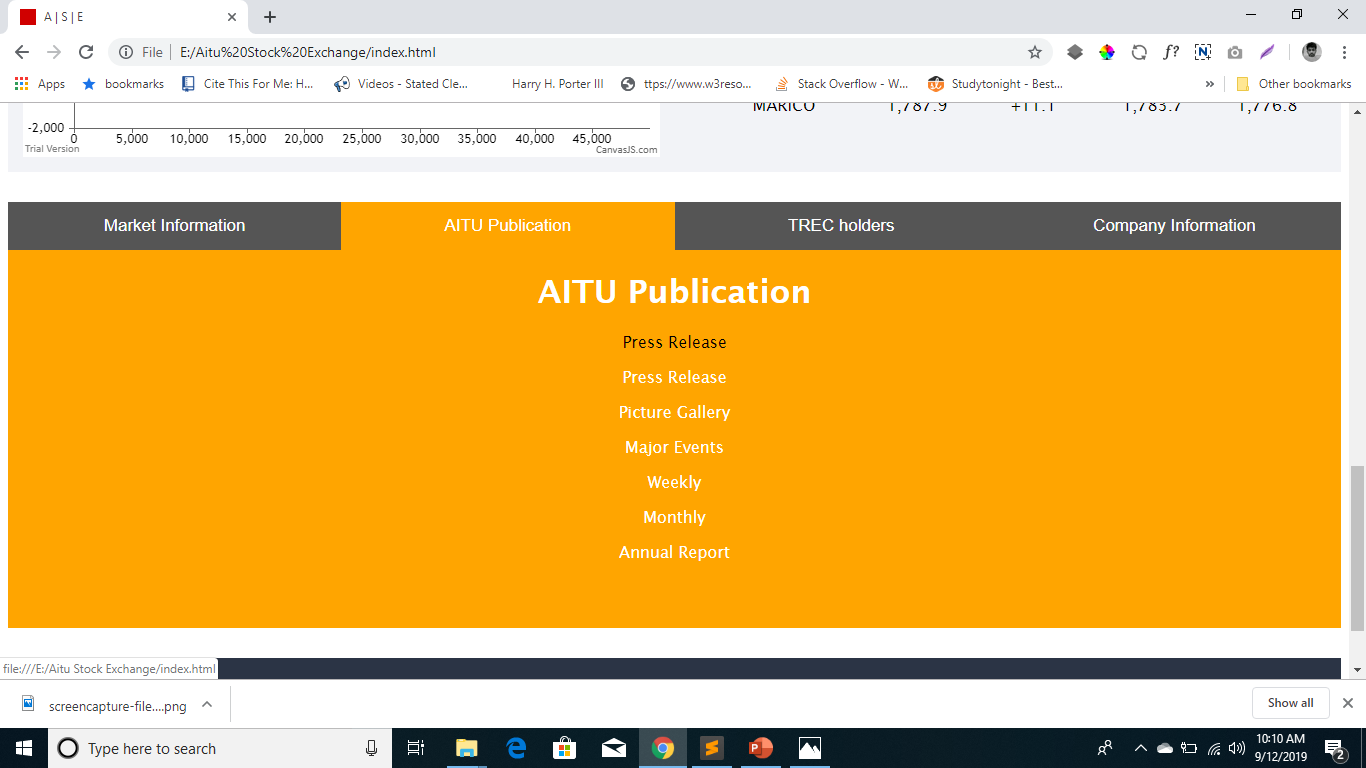 A | S | E
File E:/Aitu%20Stock%20Exchange/index.html
f?
N
Apps bookmarks Cite This For Me: H... Videos - Stated Cle... Harry H. Porter III ttps://www.w3reso... Stack Overflow - W... Studytonight - Best... » Other bookmarks
MARICO 1,787.9 +11.1 1,783.7 1,776.8
-2,000
0 5,000 10,000 15,000 20,000 25,000 30,000 35,000 40,000 45,000
Trial Version CanvasJS.com
Market Information AITU Publication TREC holders Company Information
AITU Publication
Press Release
Press Release
Picture Gallery
Major Events
Weekly
Monthly
Annual Report
file:///E:/Aitu Stock Exchange/index.html
screencapture-file....png Show all
Type here to search
10:10 AM
9/12/2019
2